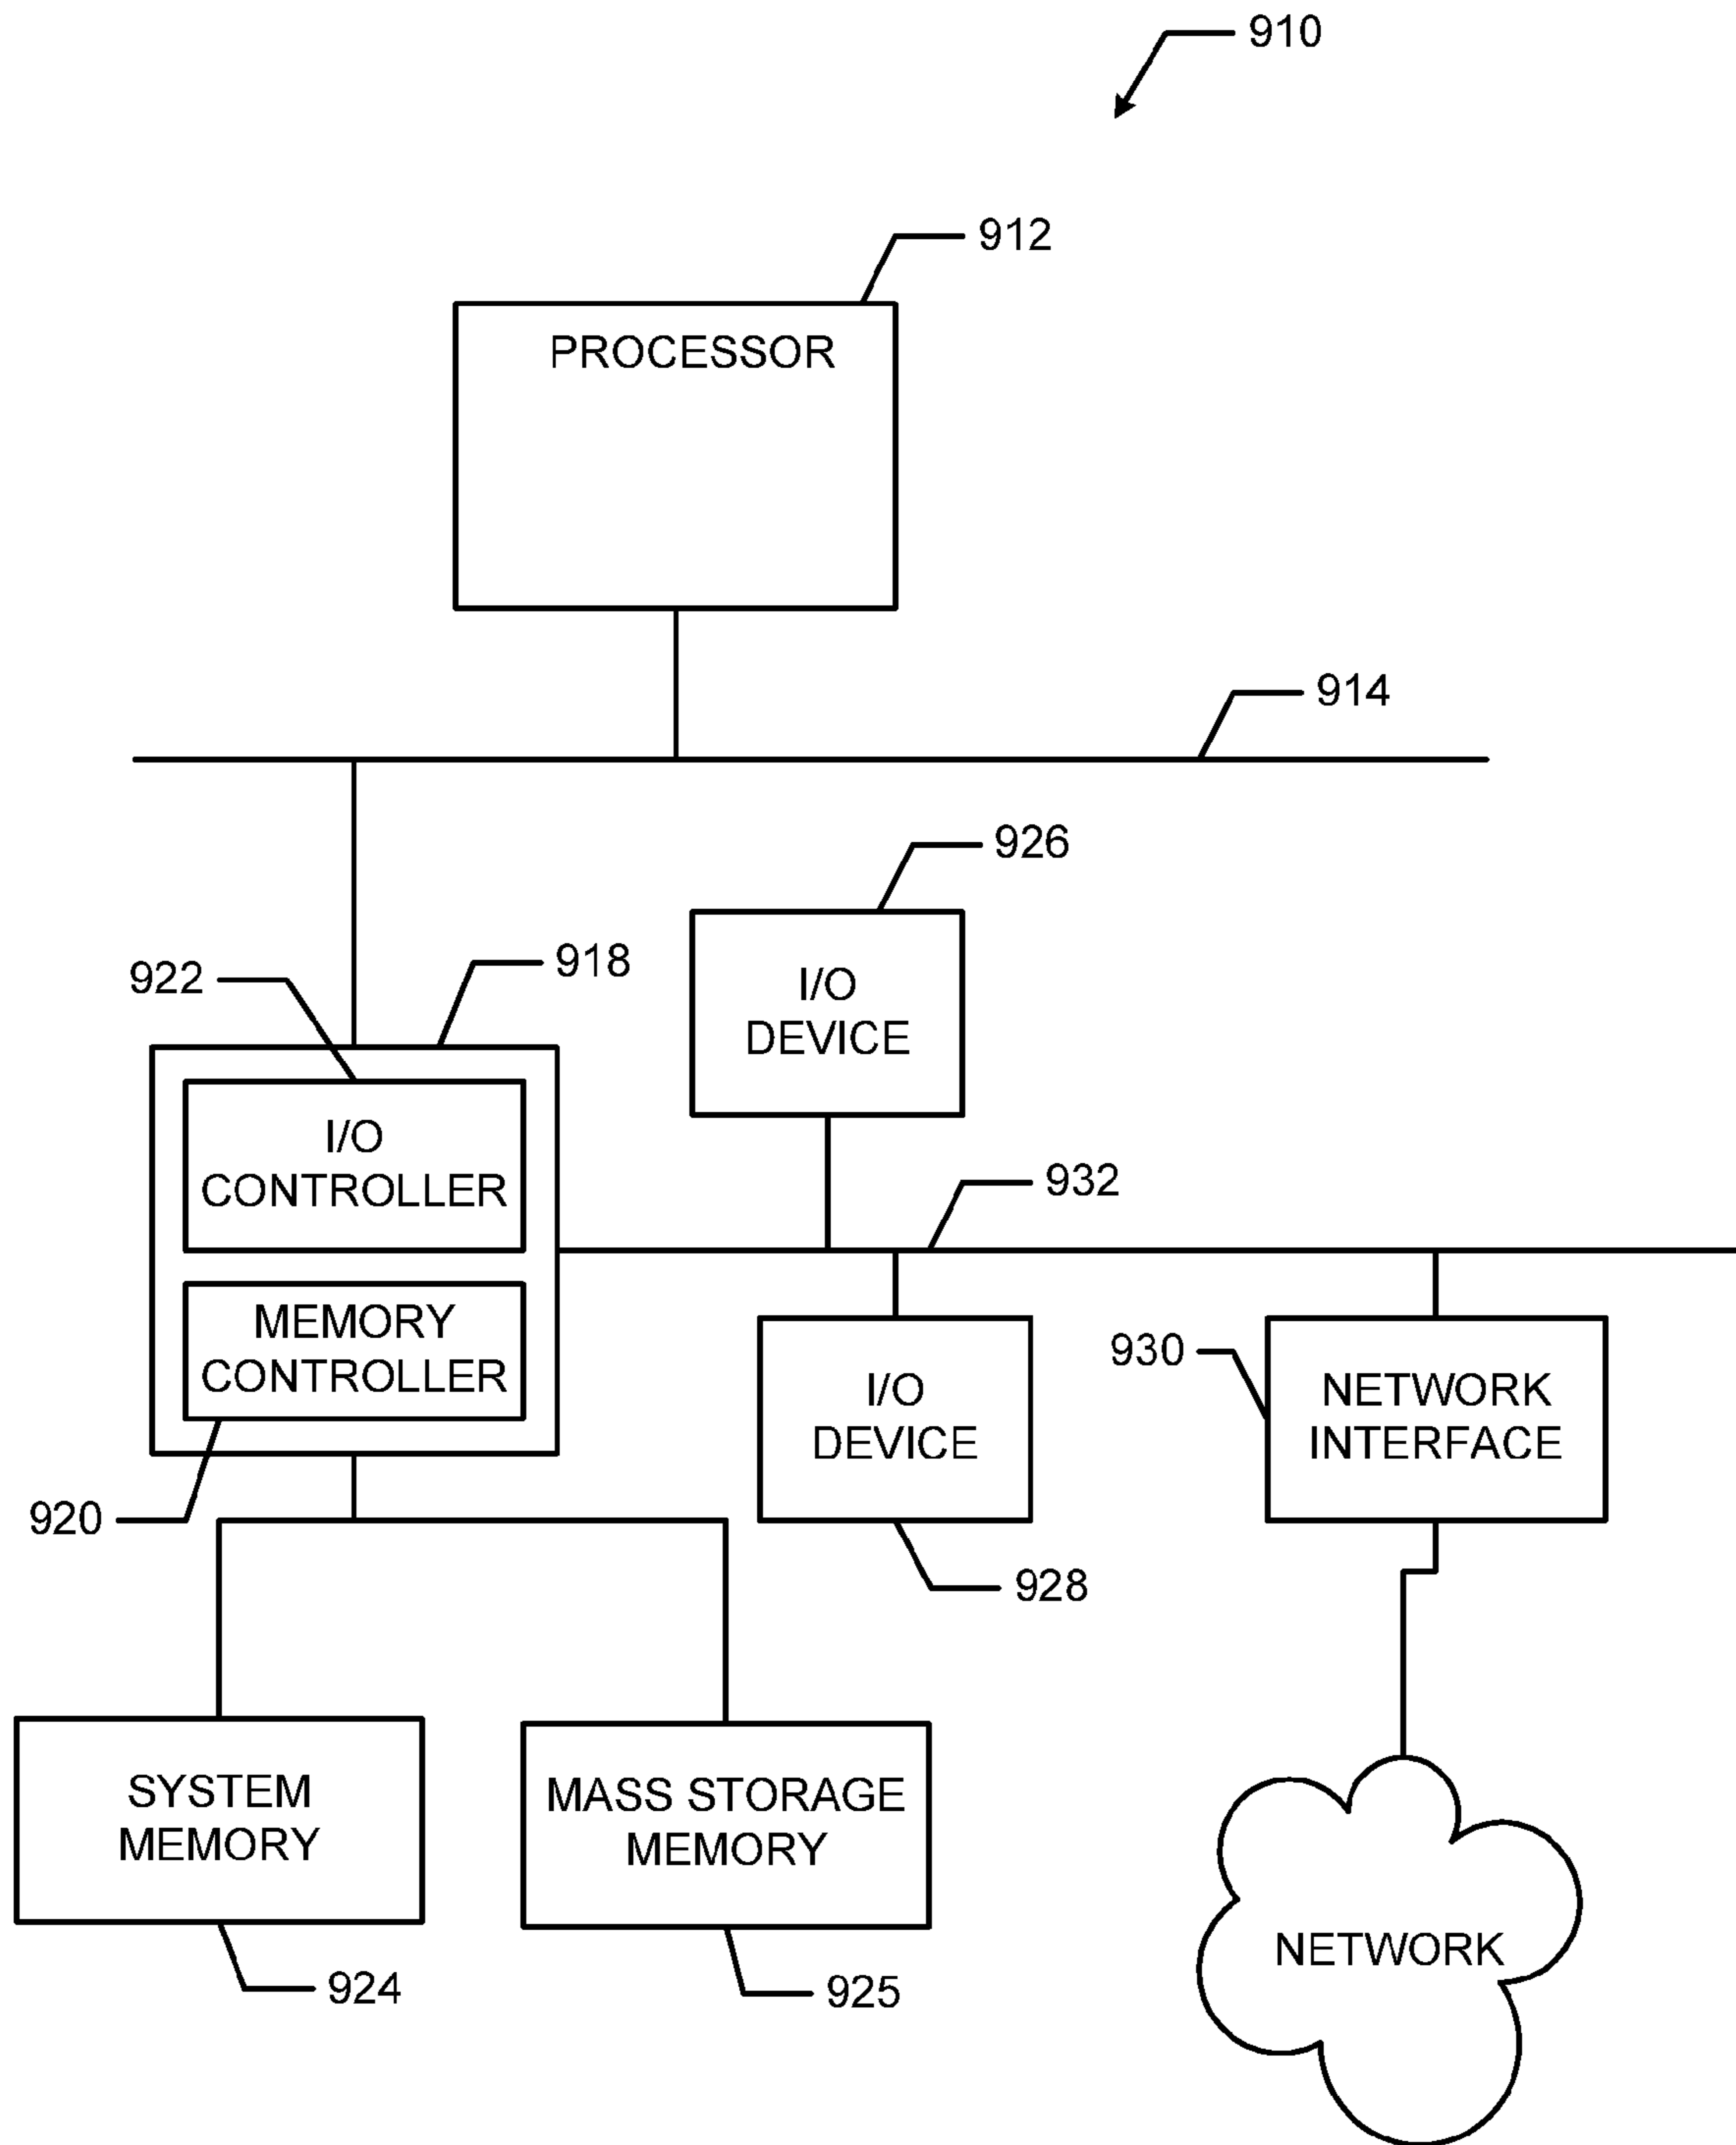 910
912
PROCESSOR
914
926
922
918
I/O
DEVICE
I/O
CONTROLLER
932
MEMORY
CONTROLLER
930
I/O
DEVICE
NETWORK
INTERFACE
920
928
SYSTEM
MEMORY
MASS STORAGE
MEMORY
NETWORK
924
925